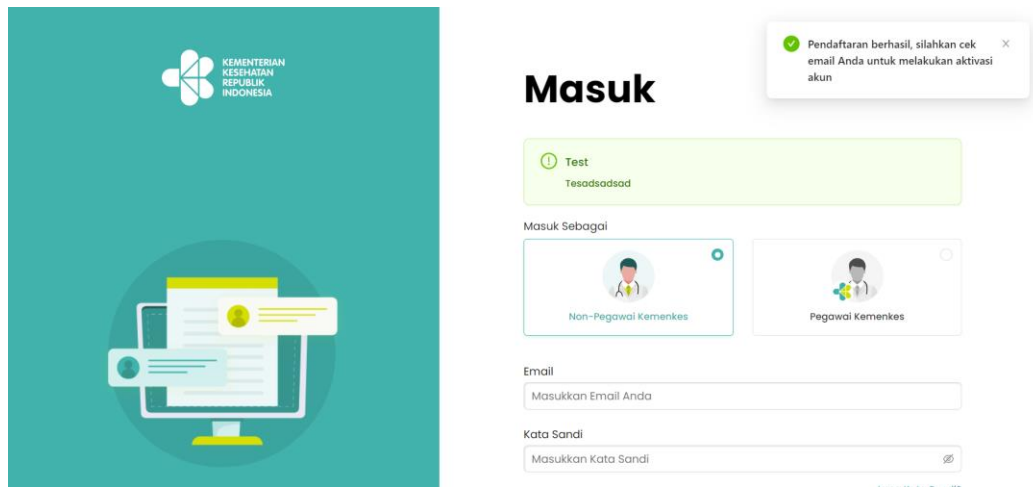 KEMENTERIAN
KESEHATAN
REPUBLIK
INDONESIA
Masuk
Pendaftaran berhasil, silahkan cek
email Anda untuk melakukan aktivasi
akun
Test
Tesadsadsad
Masuk Sebagai
Non-Pegawai Kemenkes
Pegawai Kemenkes
Email
Masukkan Email Anda
Kata Sandi
Masukkan Kata Sandi